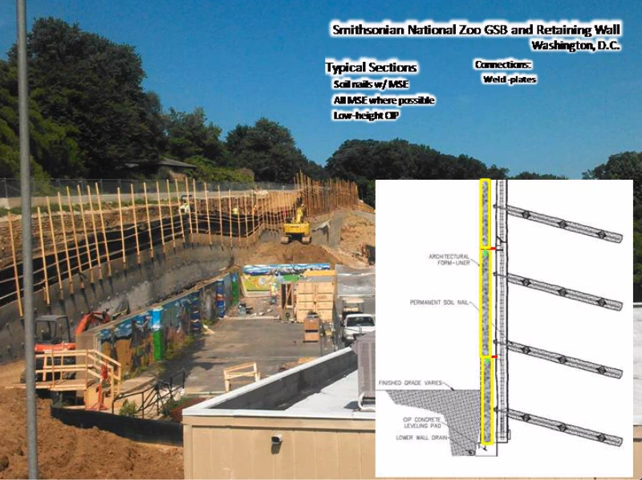 Smithsonian National Zoo GSB and Retaining Wall
Washington, D.C.
Typical Sections
Soil nails w/ MSE
All MSE where possible
Low-height CIP
Connections:
Weld -plates
ARCHITECTURAL
FORM-LINER
PERMANENT SOIL NAIL
FINISHED GRADE VARIES
CIP CONCRETE
LEVELING PAD
LOWER WALL DRAIN